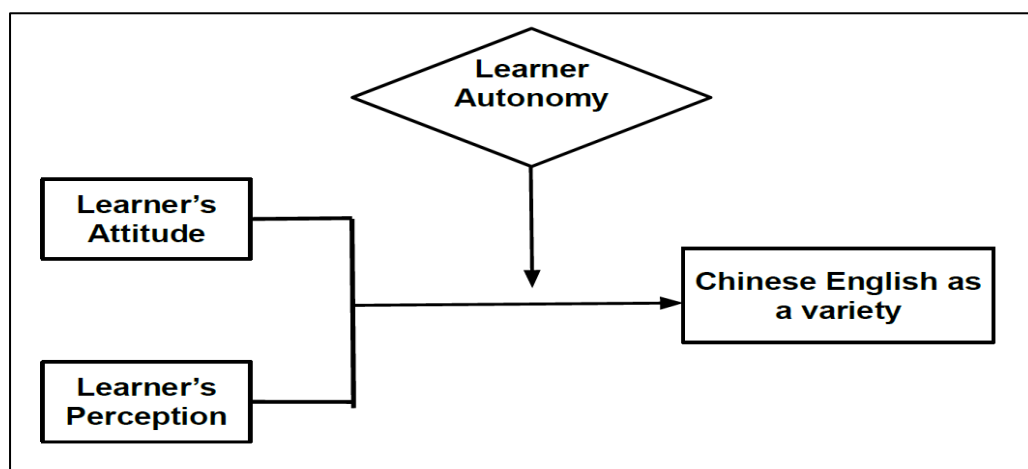 Learner
Autonomy
Learner’s
Attitude
Chinese English as
a variety
Learner’s
Perception